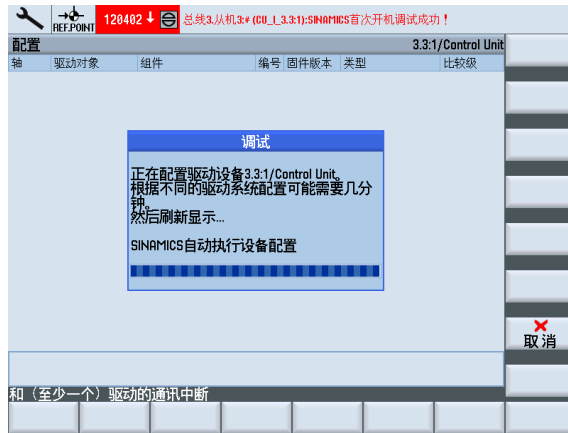 REF.POINT
120402 ↓ 总线3,从机3:# (CU_I_3.3:1):SINAMICS首次开机调试成功！
配置 3.3:1/Control Unit
轴 驱动对象 组件 编号 固件版本 类型 比较级
调试
正在配置驱动设备3.3:1/Control Unit。
根据不同的驱动系统配置可能需要几分
钟。
然后刷新显示...
SINAMICS自动执行设备配置
取消
和（至少一个）驱动的通讯中断